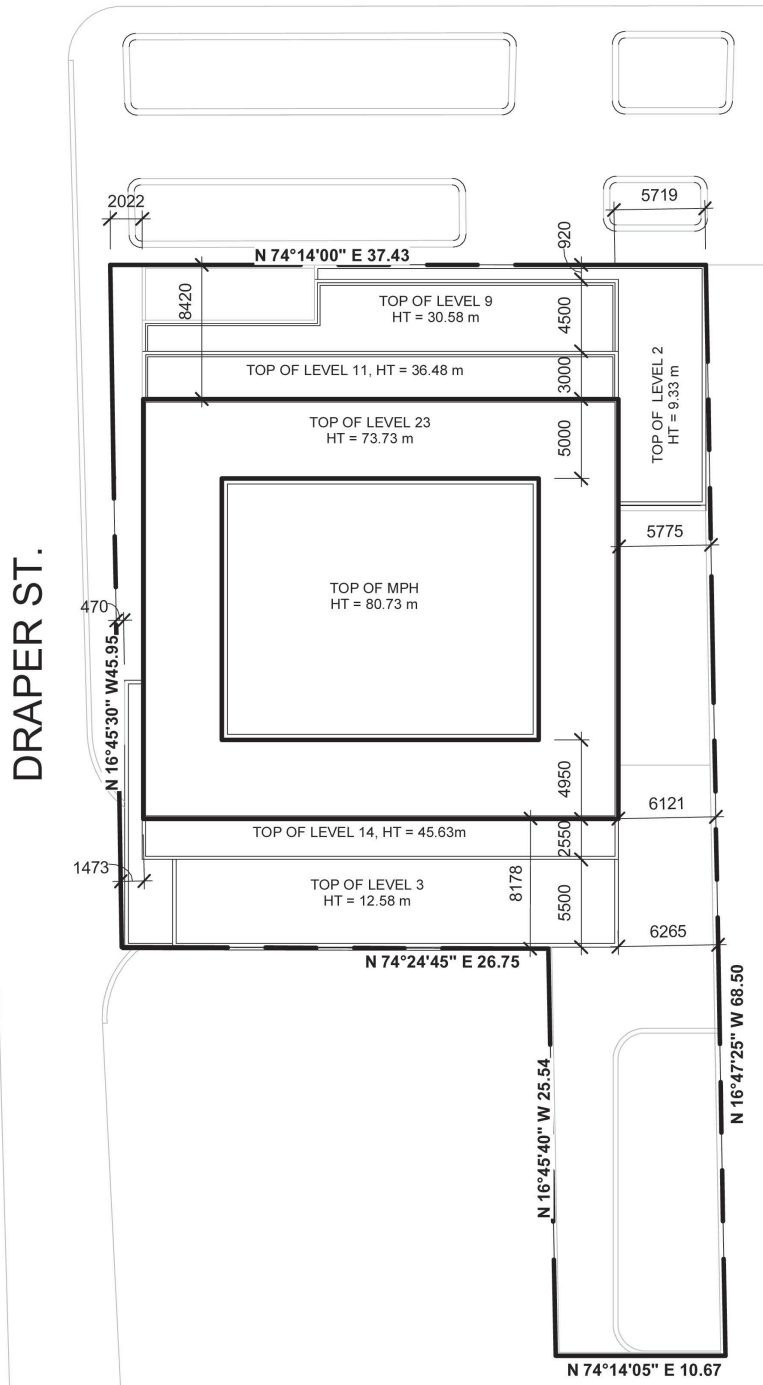 2022
5719
920
N 74°14'00" E 37.43
8420
TOP OF LEVEL 9
HT = 30.58 m
4500
TOP OF LEVEL 11, HT = 36.48 m
3000
TOP OF LEVEL 2
HT = 9.33 m
TOP OF LEVEL 23
HT = 73.73 m
5000
5775
DRAPER ST.
TOP OF MPH
HT = 80.73 m
470
N 16°45'30" W45.95
4950
6121
TOP OF LEVEL 14, HT = 45.63m
2550
1473
TOP OF LEVEL 3
HT = 12.58 m
8178
5500
6265
N 74°24'45" E 26.75
N 16°47'25" W 68.50
N 16°45'40" W 25.54
N 74°14'05" E 10.67